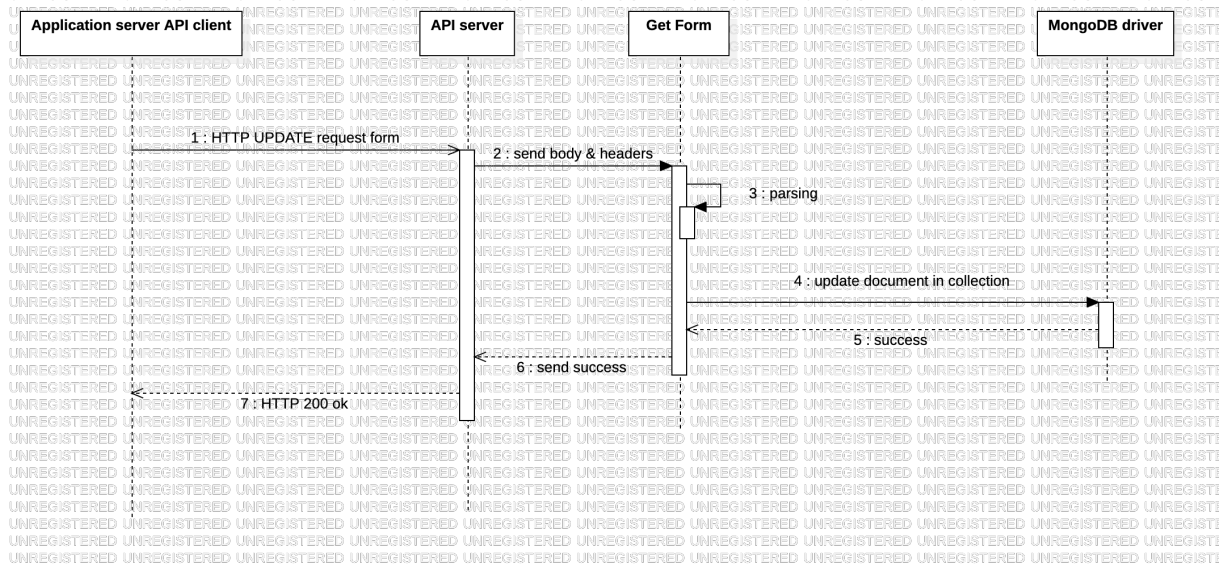 Application server API client
API server
Get Form
MongoDB driver
1 : HTTP UPDATE request form
2 : send body & headers
3 : parsing
4 : update document in collection
5 : success
6 : send success
7 : HTTP 200 ok
UNREGISTERED